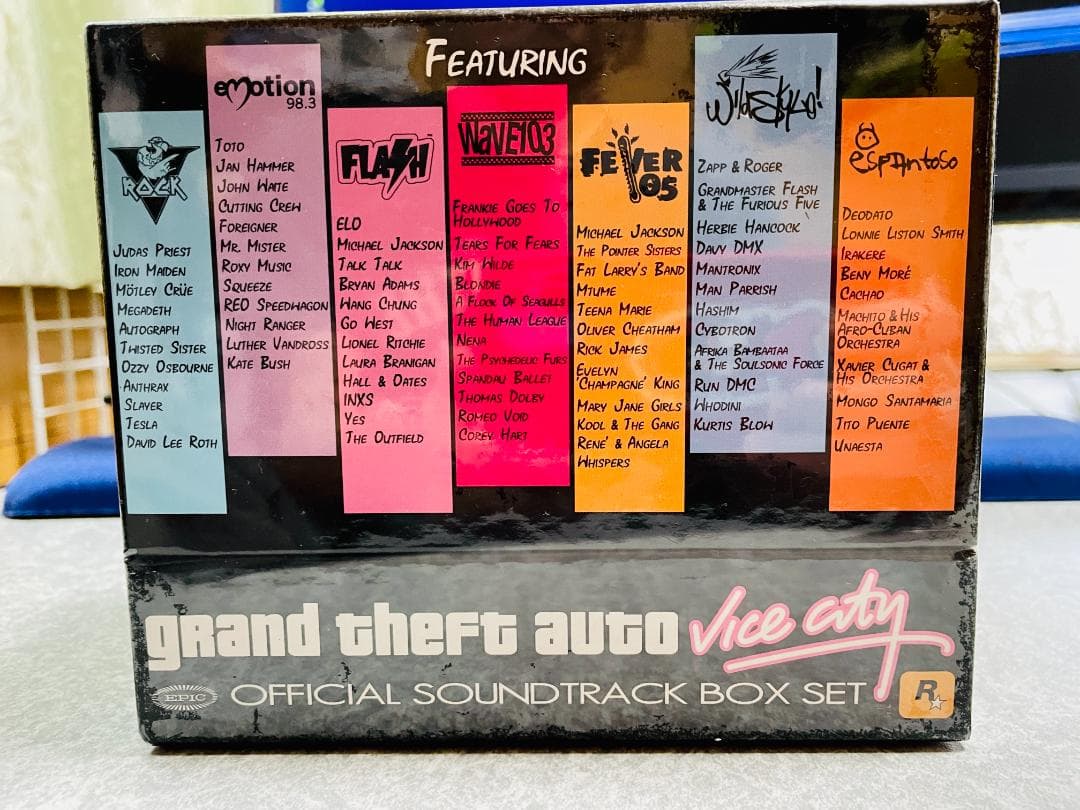 FEATURING
ROCK
JUDAS PRIEST
IRON MAIDEN
MÖTLEY CRÜE
MEGADETH
AUTOGRAPH
TWISTED SISTER
OZZY OSBOURNE
ANTHRAX
SLAYER
TESLA
DAVID LEE ROTH
emotion
98.3
TOTO
JAN HAMMER
JOHN WAITE
CUTTING CREW
FOREIGNER
MR. MISTER
ROXY MUSIC
SQUEEZE
REO SPEEDWAGON
NIGHT RANGER
LUTHER VANDROSS
KATE BUSH
FLASH
ELO
MICHAEL JACKSON
TALK TALK
BRYAN ADAMS
WANG CHUNG
GO WEST
LIONEL RITCHIE
LAURA BRANIGAN
HALL & OATES
INXS
YES
THE OUTFIELD
WAVE103
FRANKIE GOES TO
HOLLYWOOD
TEARS FOR FEARS
KIM WILDE
BLONDIE
A FLOCK OF SEAGULLS
THE HUMAN LEAGUE
NENA
THE PSYCHEDELIC FURS
SPANDAU BALLET
THOMAS DOLBY
ROMEO VOID
COREY HART
FEVER
105
MICHAEL JACKSON
THE POINTER SISTERS
FAT LARRY'S BAND
MTUME
TEENA MARIE
OLIVER CHEATHAM
RICK JAMES
EVELYN
'CHAMPAGNE' KING
MARY JANE GIRLS
KOOL & THE GANG
RENE' & ANGELA
WHISPERS
WildStyle!
ZAPP & ROGER
GRANDMASTER FLASH
& THE FURIOUS FIVE
HERBIE HANCOCK
DAVY DMX
MANTRONIX
MAN PARRISH
HASHIM
CYBOTRON
AFRIKA BAMBAATAA
& THE SOULSONIC FORCE
RUN DMC
WHODINI
KURTIS BLOW
ESPANTOSO
DEODATO
LONNIE LISTON SMITH
IRAKERE
BENY MORÉ
CACHAO
MACHITO & HIS
AFRO-CUBAN
ORCHESTRA
XAVIER CUGAT &
HIS ORCHESTRA
MONGO SANTAMARIA
TITO PUENTE
UNAESTA
grand theft auto vice city
EPIC OFFICIAL SOUNDTRACK BOX SET R